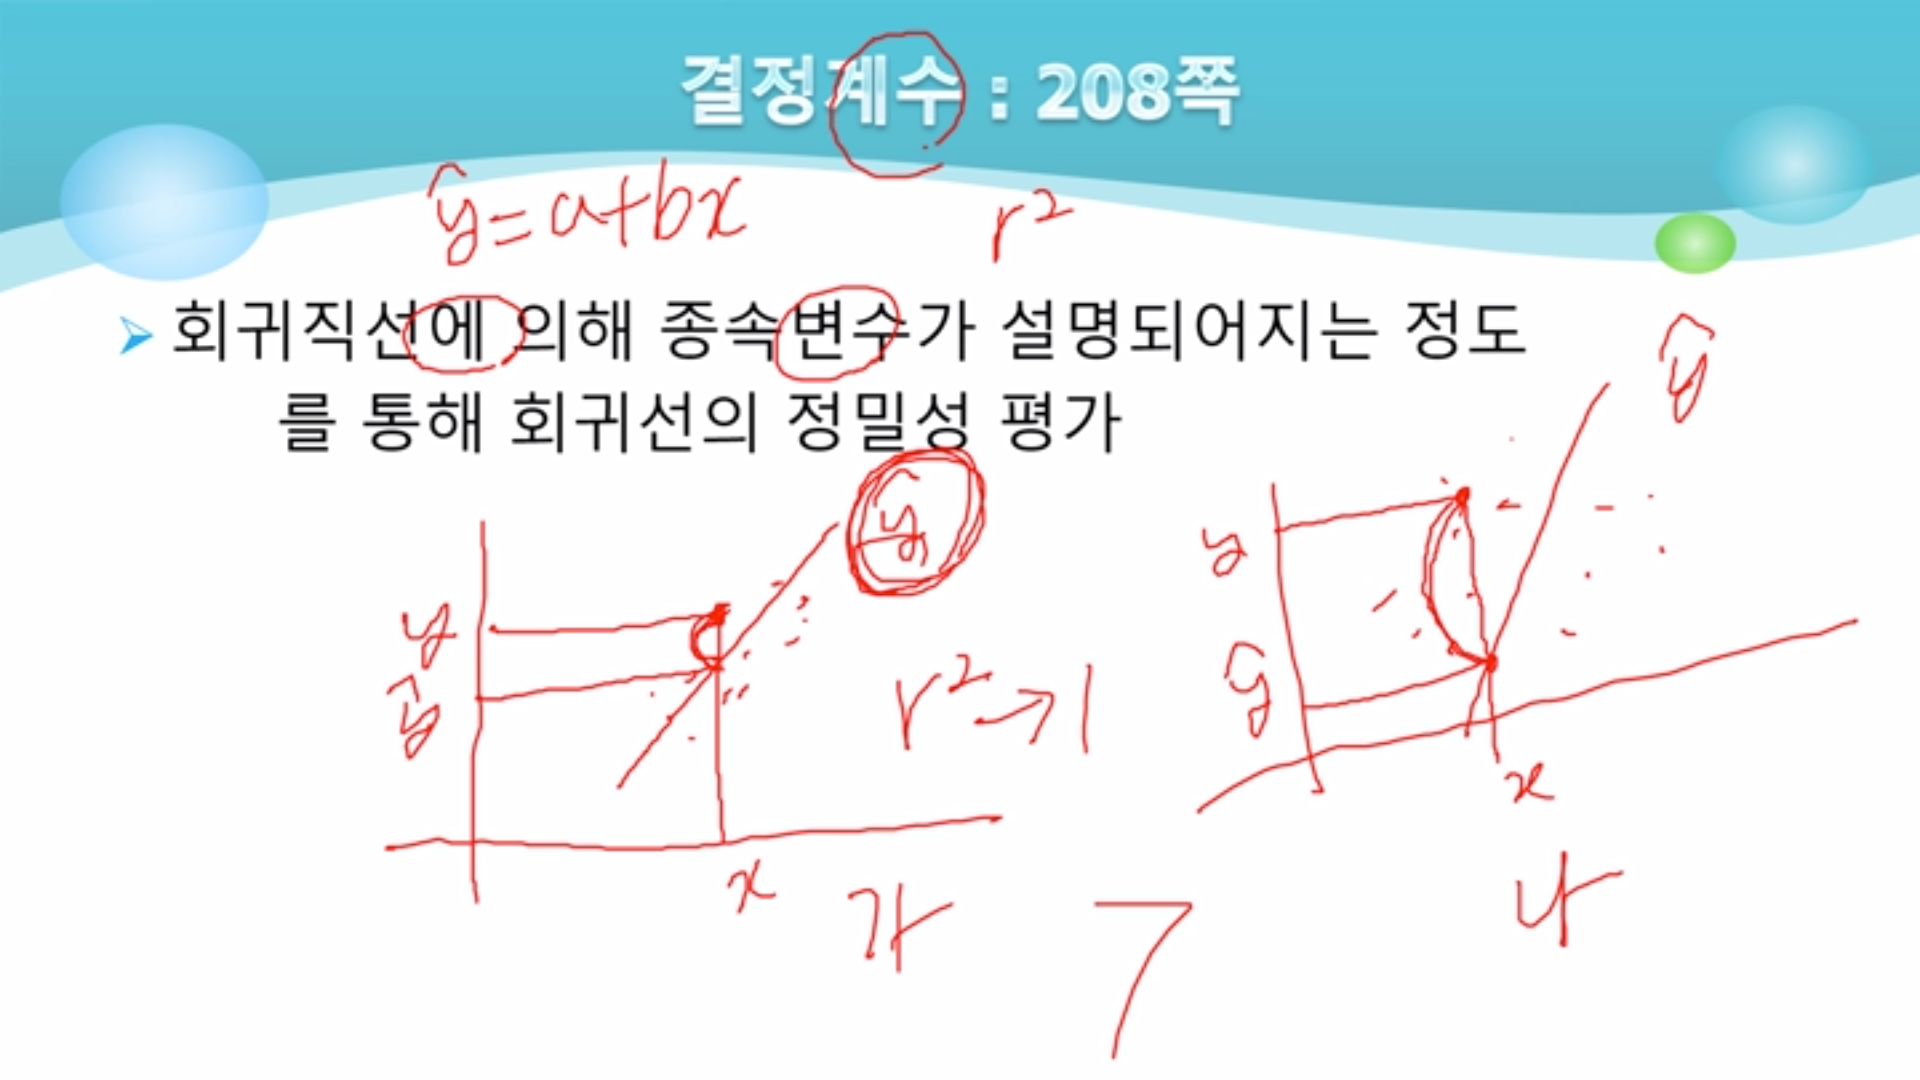 결정계수 : 208쪽
ŷ = a+bx
r²
회귀직선에 의해 종속변수가 설명되어지는 정도
를 통해 회귀선의 정밀성 평가
ŷ
ŷ
y
y
ŷ
ŷ
r² → 1
x
x
가
나